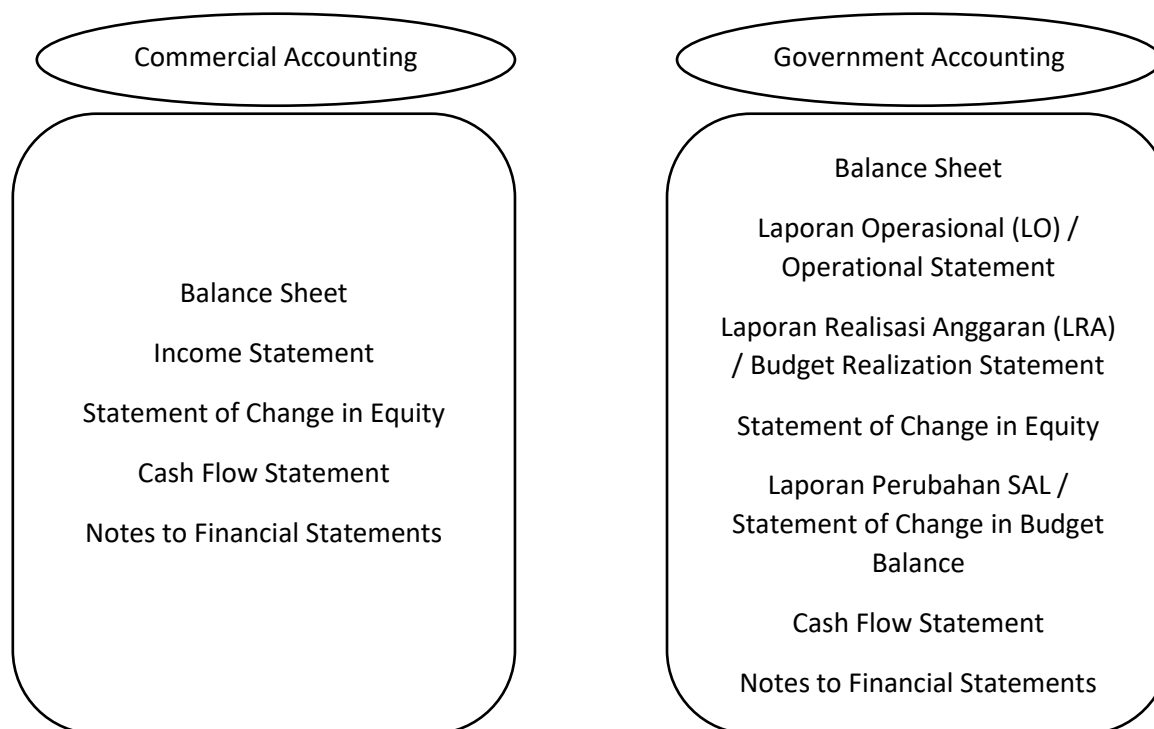 Commercial Accounting
Balance Sheet
Income Statement
Statement of Change in Equity
Cash Flow Statement
Notes to Financial Statements
Government Accounting
Balance Sheet
Laporan Operasional (LO) /
Operational Statement
Laporan Realisasi Anggaran (LRA)
/ Budget Realization Statement
Statement of Change in Equity
Laporan Perubahan SAL /
Statement of Change in Budget
Balance
Cash Flow Statement
Notes to Financial Statements